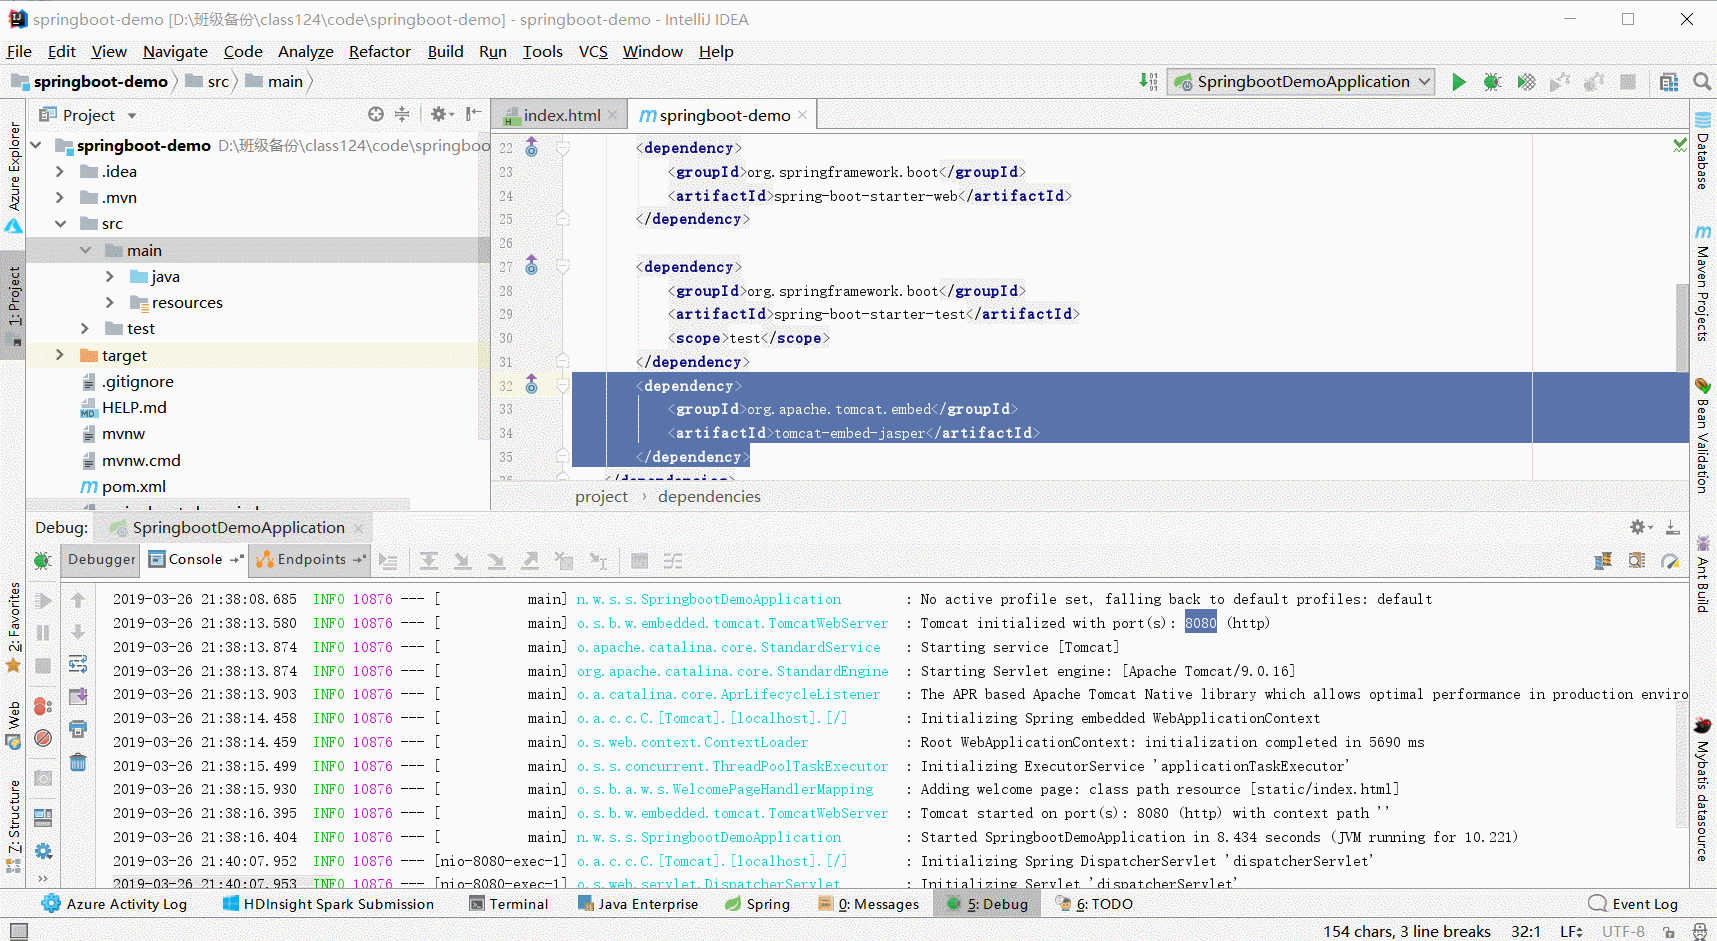 springboot-demo [D:\班级备份\class124\code\springboot-demo] - springboot-demo - IntelliJ IDEA
File Edit View Navigate Code Analyze Refactor Build Run Tools VCS Window Help
springboot-demo src main
SpringbootDemoApplication
Project
index.html
springboot-demo
springboot-demo D:\班级备份\class124\code\springboo
.idea
.mvn
src
main
java
resources
test
target
.gitignore
HELP.md
mvnw
mvnw.cmd
pom.xml
22 <dependency>
23 <groupId>org.springframework.boot</groupId>
24 <artifactId>spring-boot-starter-web</artifactId>
25 </dependency>
26
27 <dependency>
28 <groupId>org.springframework.boot</groupId>
29 <artifactId>spring-boot-starter-test</artifactId>
30 <scope>test</scope>
31 </dependency>
32 <dependency>
33 <groupId>org.apache.tomcat.embed</groupId>
34 <artifactId>tomcat-embed-jasper</artifactId>
35 </dependency>
36 </dependencies>
project › dependencies
Azure Explorer
1: Project
2: Favorites
Web
Z: Structure
Database
Maven Projects
Bean Validation
Ant Build
Mybatis datasource
Debug: SpringbootDemoApplication
Debugger Console Endpoints
2019-03-26 21:38:08.685 INFO 10876 --- [ main] n.w.s.s.SpringbootDemoApplication : No active profile set, falling back to default profiles: default
2019-03-26 21:38:13.580 INFO 10876 --- [ main] o.s.b.w.embedded.tomcat.TomcatWebServer : Tomcat initialized with port(s): 8080 (http)
2019-03-26 21:38:13.874 INFO 10876 --- [ main] o.apache.catalina.core.StandardService : Starting service [Tomcat]
2019-03-26 21:38:13.874 INFO 10876 --- [ main] org.apache.catalina.core.StandardEngine : Starting Servlet engine: [Apache Tomcat/9.0.16]
2019-03-26 21:38:13.903 INFO 10876 --- [ main] o.a.catalina.core.AprLifecycleListener : The APR based Apache Tomcat Native library which allows optimal performance in production enviro
2019-03-26 21:38:14.458 INFO 10876 --- [ main] o.a.c.c.C.[Tomcat].[localhost].[/] : Initializing Spring embedded WebApplicationContext
2019-03-26 21:38:14.459 INFO 10876 --- [ main] o.s.web.context.ContextLoader : Root WebApplicationContext: initialization completed in 5690 ms
2019-03-26 21:38:15.499 INFO 10876 --- [ main] o.s.s.concurrent.ThreadPoolTaskExecutor : Initializing ExecutorService 'applicationTaskExecutor'
2019-03-26 21:38:15.930 INFO 10876 --- [ main] o.s.b.a.w.s.WelcomePageHandlerMapping : Adding welcome page: class path resource [static/index.html]
2019-03-26 21:38:16.395 INFO 10876 --- [ main] o.s.b.w.embedded.tomcat.TomcatWebServer : Tomcat started on port(s): 8080 (http) with context path ''
2019-03-26 21:38:16.404 INFO 10876 --- [ main] n.w.s.s.SpringbootDemoApplication : Started SpringbootDemoApplication in 8.434 seconds (JVM running for 10.221)
2019-03-26 21:40:07.952 INFO 10876 --- [nio-8080-exec-1] o.a.c.c.C.[Tomcat].[localhost].[/] : Initializing Spring DispatcherServlet 'dispatcherServlet'
2019-03-26 21:40:07.953 INFO 10876 --- [nio-8080-exec-1] o.s.web.servlet.DispatcherServlet : Initializing Servlet 'dispatcherServlet'
Azure Activity Log HDInsight Spark Submission Terminal Java Enterprise Spring 0: Messages 5: Debug 6: TODO Event Log
154 chars, 3 line breaks 32:1 LF UTF-8